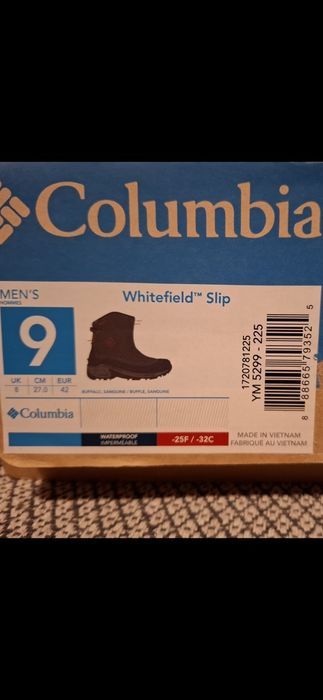 Columbia
MEN'S
HOMMES
Whitefield™ Slip
9
UK CM EUR
8 27.0 42
BUFFALO, SANGUINE / BUFFLE, SANGUINE
Columbia
WATERPROOF
IMPERMÉABLE
-25F / -32C
MADE IN VIETNAM
FABRIQUÉ AU VIETNAM
1720781225
YM 5299 - 225
8 88665 79352 5